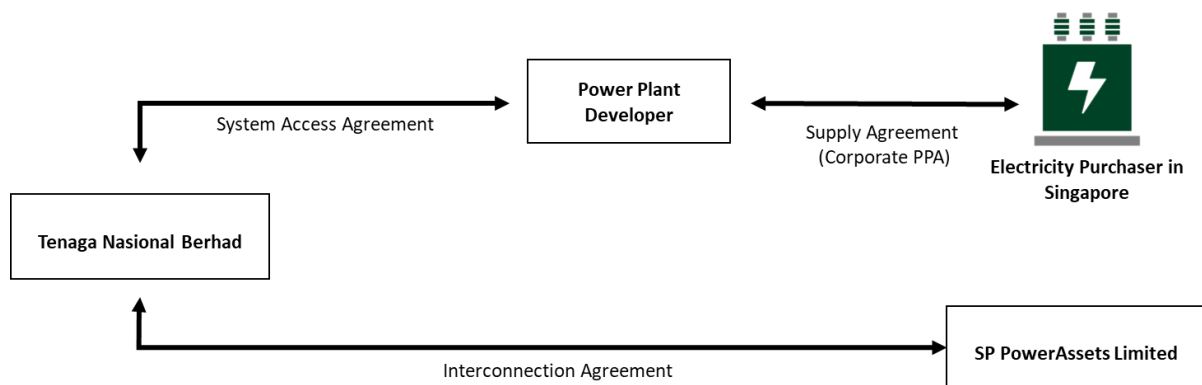 Power Plant
Developer
System Access Agreement
Supply Agreement
(Corporate PPA)
Electricity Purchaser in
Singapore
Tenaga Nasional Berhad
Interconnection Agreement
SP PowerAssets Limited